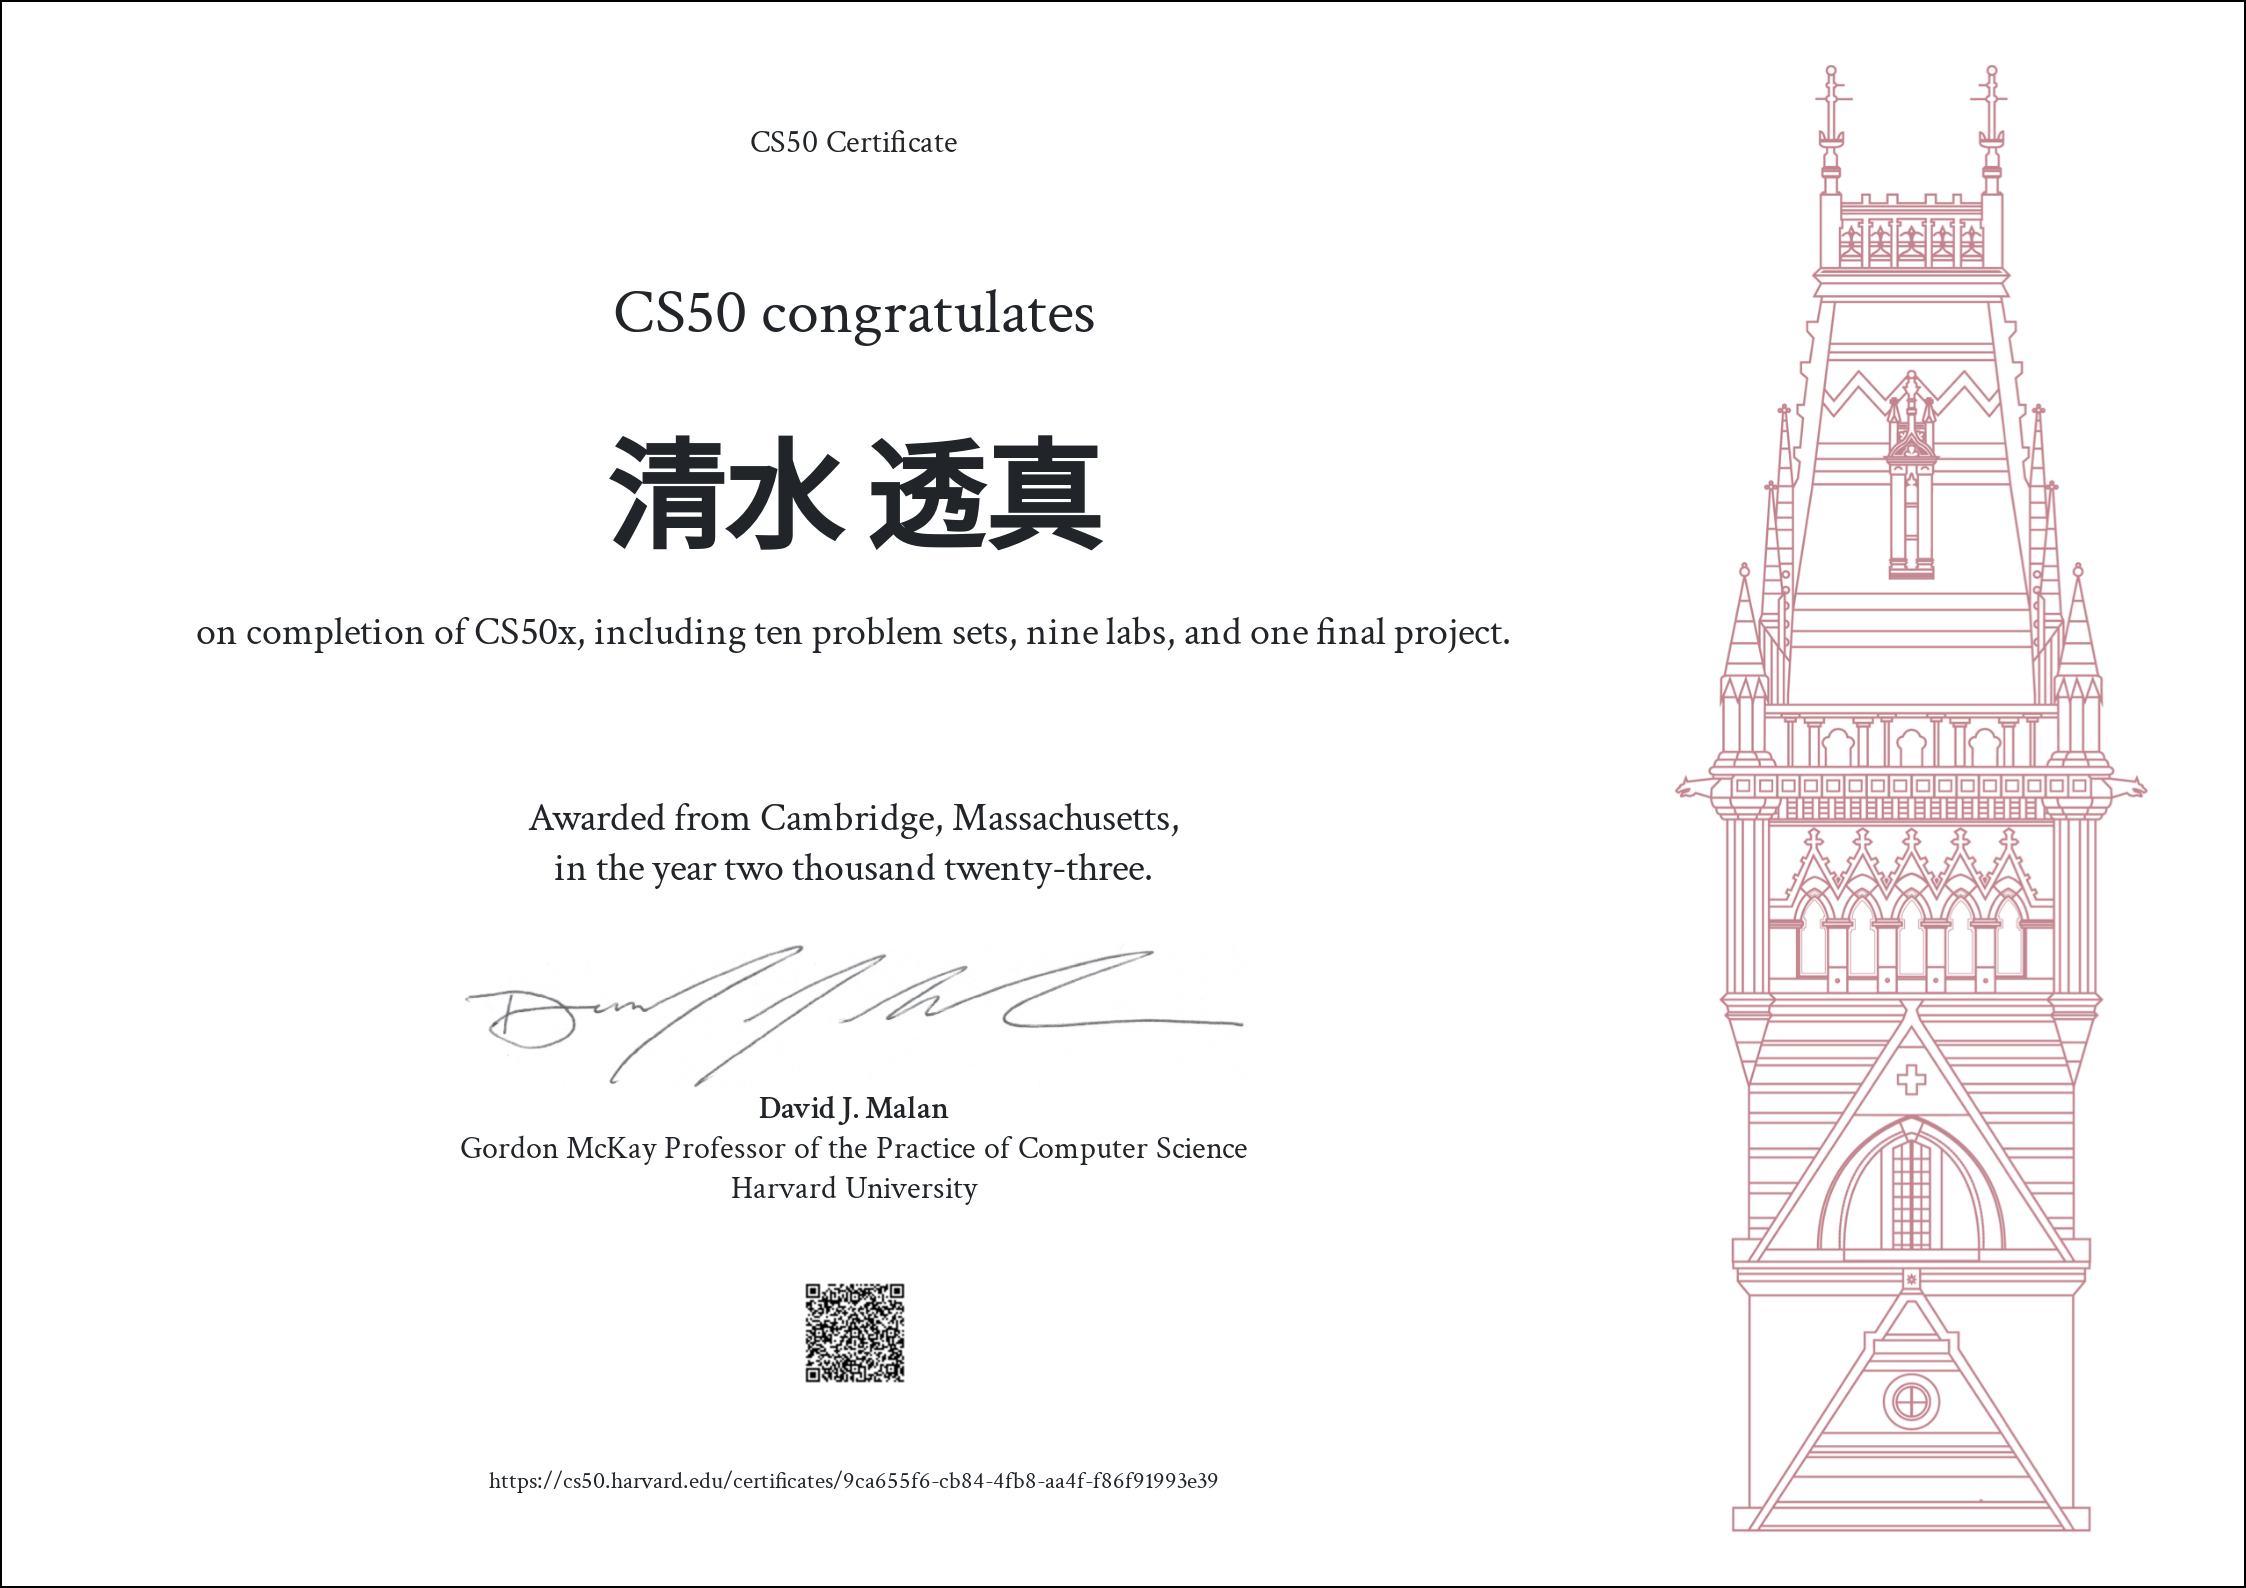 CS50 Certificate
CS50 congratulates
清水 透真
on completion of CS50x, including ten problem sets, nine labs, and one final project.
Awarded from Cambridge, Massachusetts,
in the year two thousand twenty-three.
David J. Malan
Gordon McKay Professor of the Practice of Computer Science
Harvard University
https://cs50.harvard.edu/certificates/9ca655f6-cb84-4fb8-aa4f-f86f91993e39